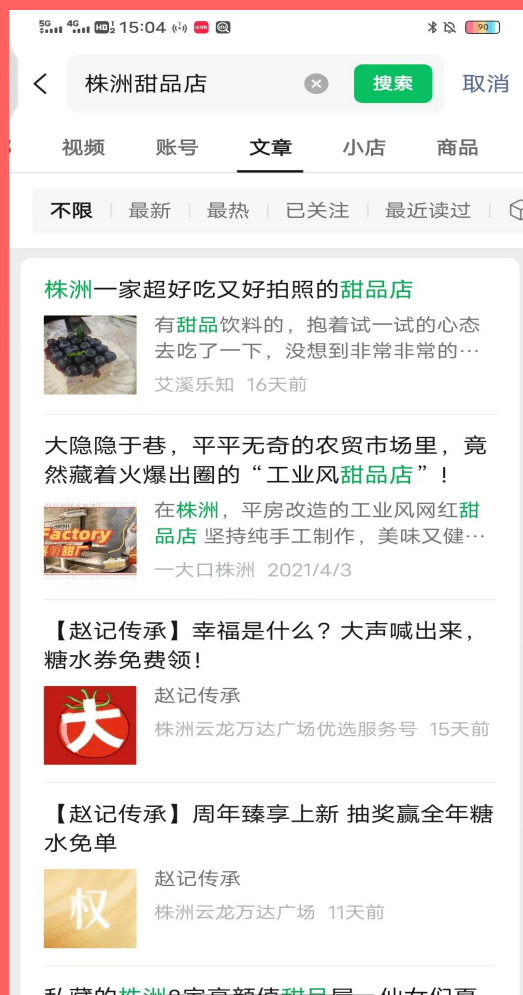 5G 4G HD 15:04 90
株洲甜品店 搜索 取消
视频 账号 文章 小店 商品
不限 最新 最热 已关注 最近读过
株洲一家超好吃又好拍照的甜品店
有甜品饮料的，抱着试一试的心态
去吃了一下，没想到非常非常的…
艾溪乐知 16天前
大隐隐于巷，平平无奇的农贸市场里，竟
然藏着火爆出圈的“工业风甜品店”！
Factory
在株洲，平房改造的工业风网红甜
品店 坚持纯手工制作，美味又健…
一大口株洲 2021/4/3
【赵记传承】幸福是什么？大声喊出来，
糖水券免费领！
大
赵记传承
株洲云龙万达广场优选服务号 15天前
【赵记传承】周年臻享上新 抽奖赢全年糖
水免单
权
赵记传承
株洲云龙万达广场 11天前